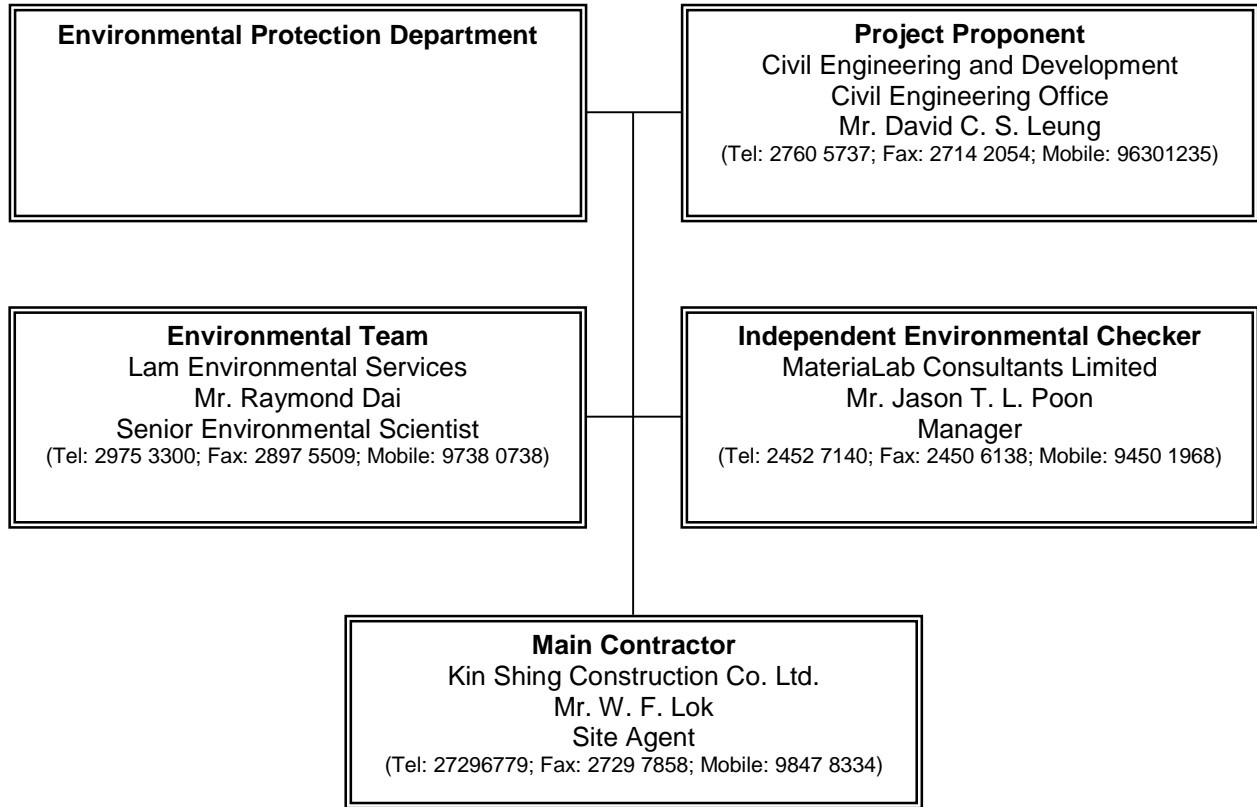 Environmental Protection Department
Project Proponent
Civil Engineering and Development
Civil Engineering Office
Mr. David C. S. Leung
(Tel: 2760 5737; Fax: 2714 2054; Mobile: 96301235)
Environmental Team
Lam Environmental Services
Mr. Raymond Dai
Senior Environmental Scientist
(Tel: 2975 3300; Fax: 2897 5509; Mobile: 9738 0738)
Independent Environmental Checker
MateriaLab Consultants Limited
Mr. Jason T. L. Poon
Manager
(Tel: 2452 7140; Fax: 2450 6138; Mobile: 9450 1968)
Main Contractor
Kin Shing Construction Co. Ltd.
Mr. W. F. Lok
Site Agent
(Tel: 27296779; Fax: 2729 7858; Mobile: 9847 8334)